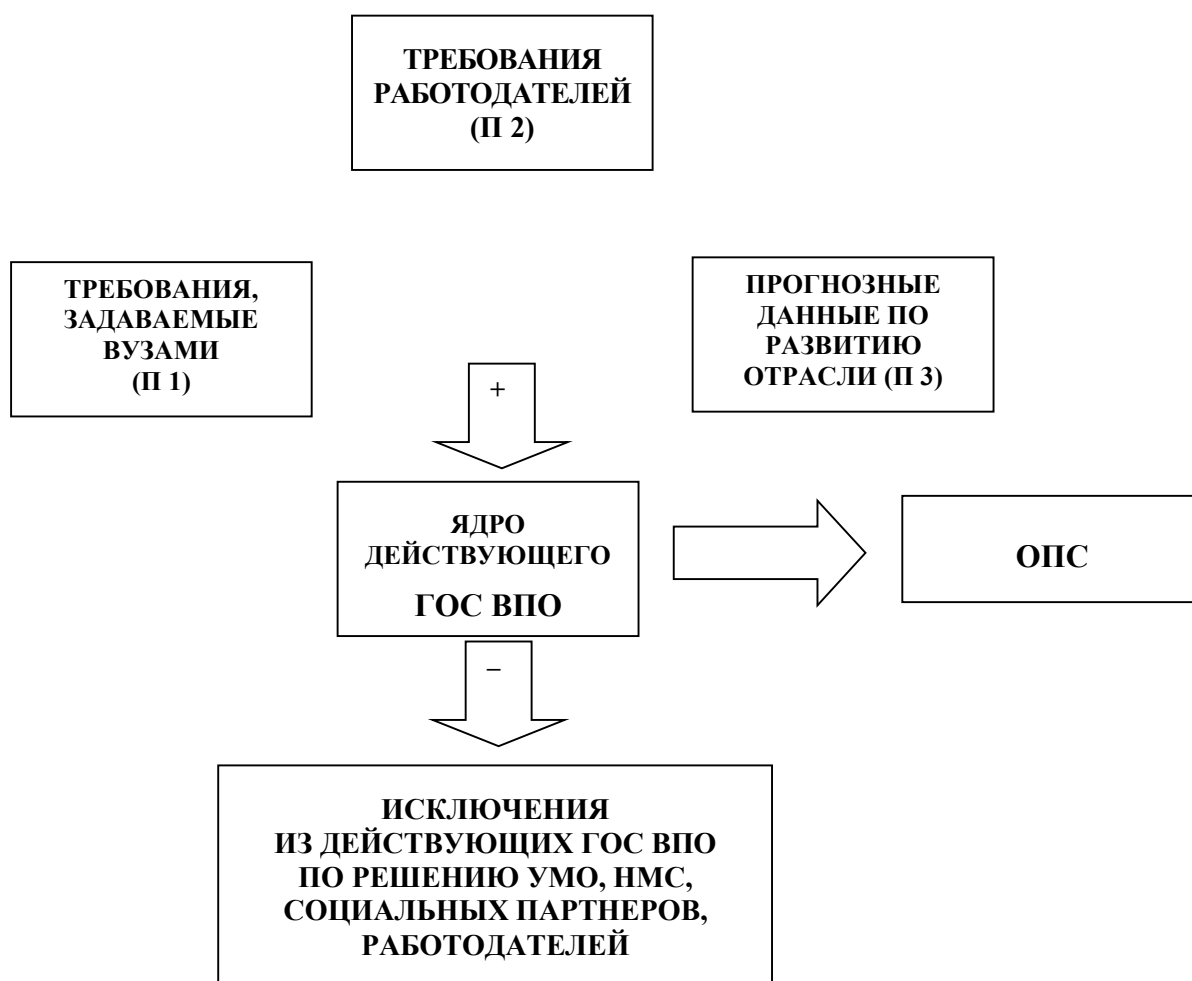 ТРЕБОВАНИЯ
РАБОТОДАТЕЛЕЙ
(П 2)
ТРЕБОВАНИЯ,
ЗАДАВАЕМЫЕ
ВУЗАМИ
(П 1)
ПРОГНОЗНЫЕ
ДАННЫЕ ПО
РАЗВИТИЮ
ОТРАСЛИ (П 3)
+
ЯДРО
ДЕЙСТВУЮЩЕГО
ГОС ВПО
ОПС
–
ИСКЛЮЧЕНИЯ
ИЗ ДЕЙСТВУЮЩИХ ГОС ВПО
ПО РЕШЕНИЮ УМО, НМС,
СОЦИАЛЬНЫХ ПАРТНЕРОВ,
РАБОТОДАТЕЛЕЙ